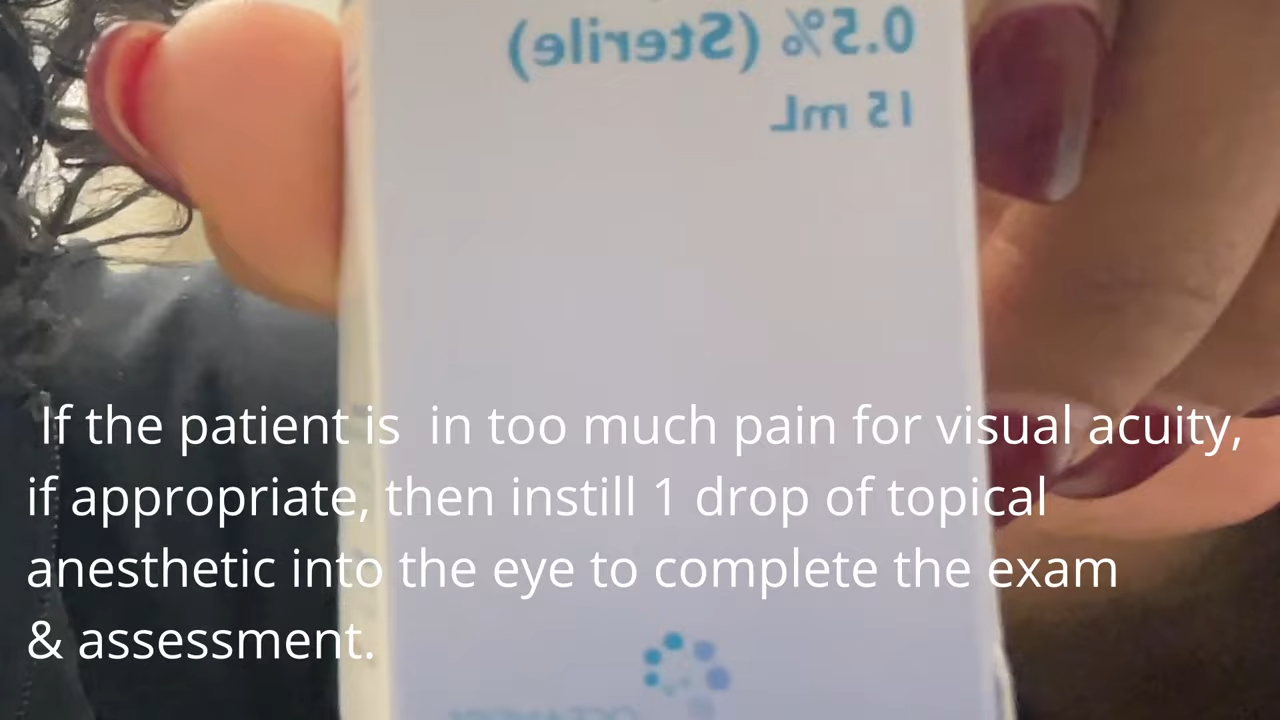 0.5% (Sterile)
15 mL
If the patient is  in too much pain for visual acuity,
if appropriate, then instill 1 drop of topical
anesthetic into the eye to complete the exam
& assessment.